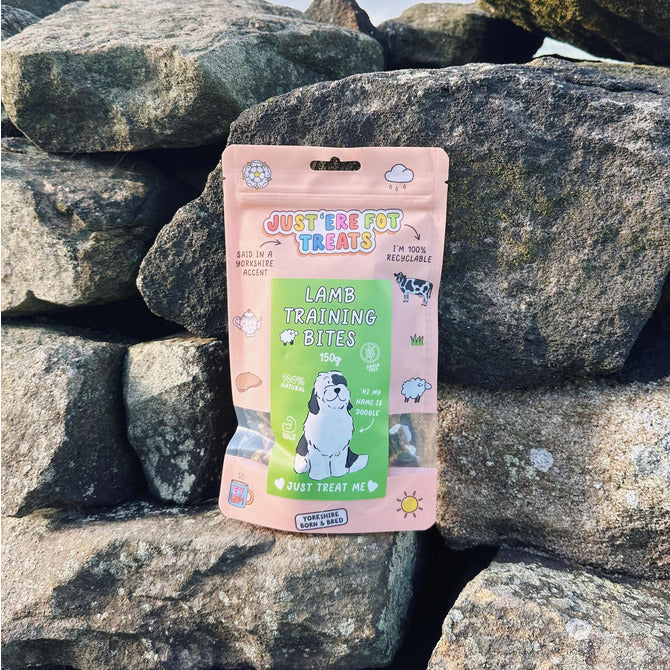 JUST 'ERE FOT
TREATS
SAID IN A
YORKSHIRE
ACCENT
I'M 100%
RECYCLABLE
LAMB
TRAINING
BITES
150g
100%
NATURAL
'HI MY
NAME IS
DOUGLE'
JUST TREAT ME
YORKSHIRE
BORN & BRED